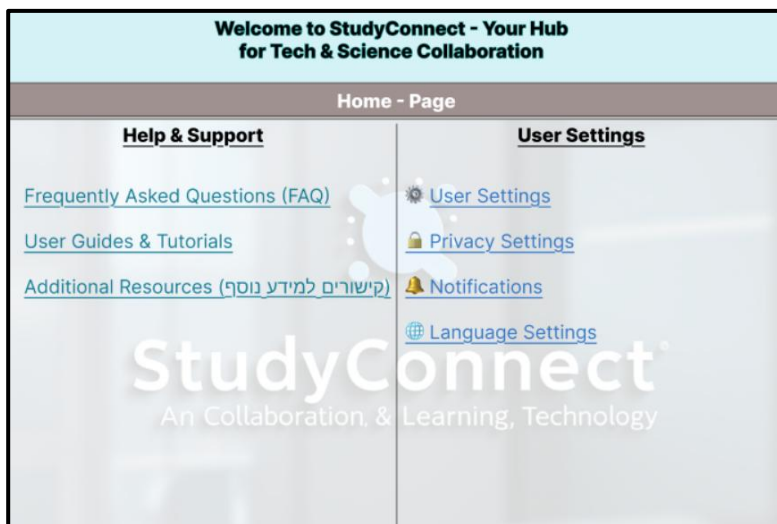 Welcome to StudyConnect - Your Hub
for Tech & Science Collaboration
Home - Page
Help & Support
Frequently Asked Questions (FAQ)
User Guides & Tutorials
Additional Resources (קישורים למידע נוסף)
User Settings
User Settings
Privacy Settings
Notifications
Language Settings
StudyConnect
An Collaboration, & Learning, Technology